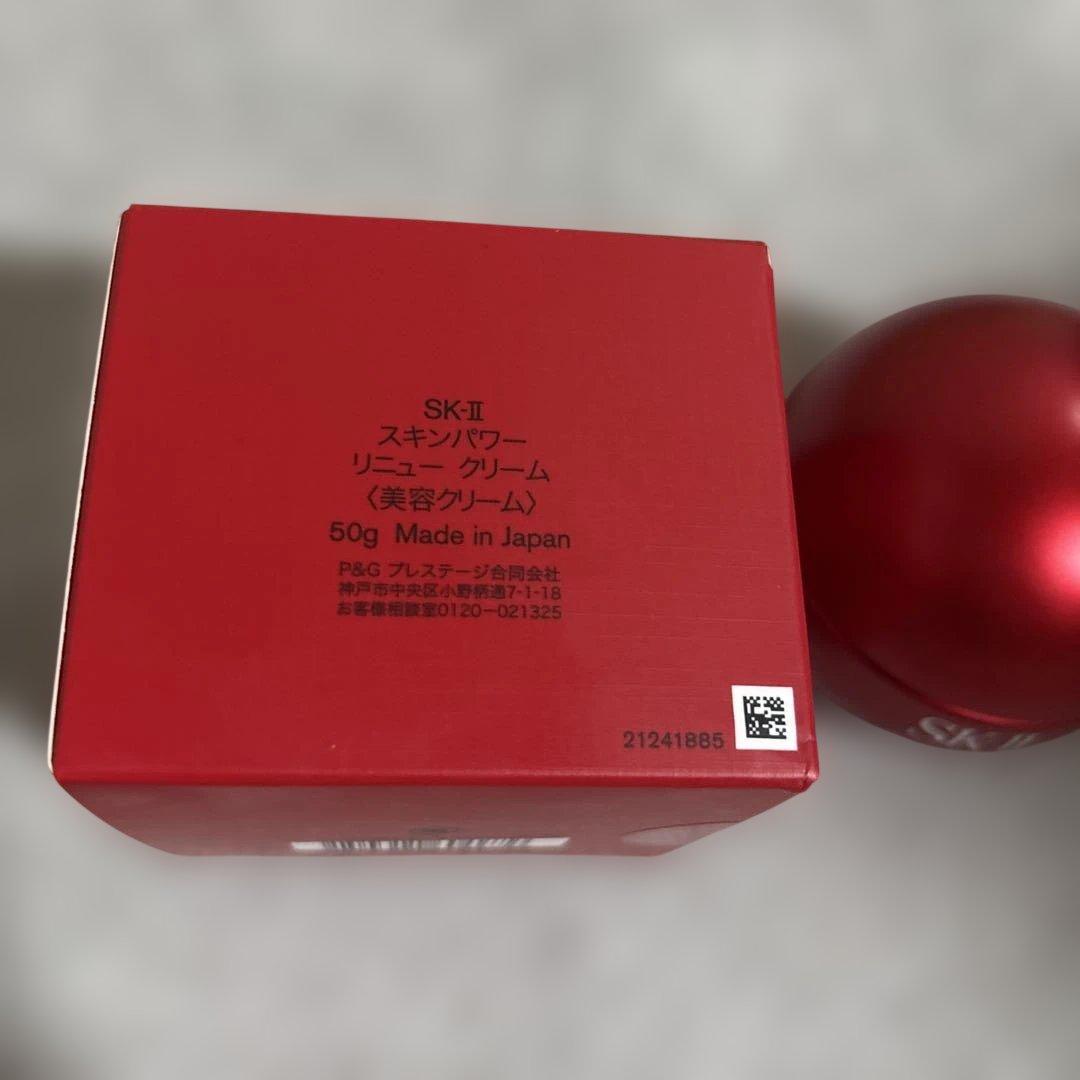 SK-Ⅱ
スキンパワー
リニュー クリーム
〈美容クリーム〉
50g Made in Japan
P&G プレステージ合同会社
神戸市中央区小野柄通7-1-18
お客様相談室0120-021325
21241885
SK-Ⅱ